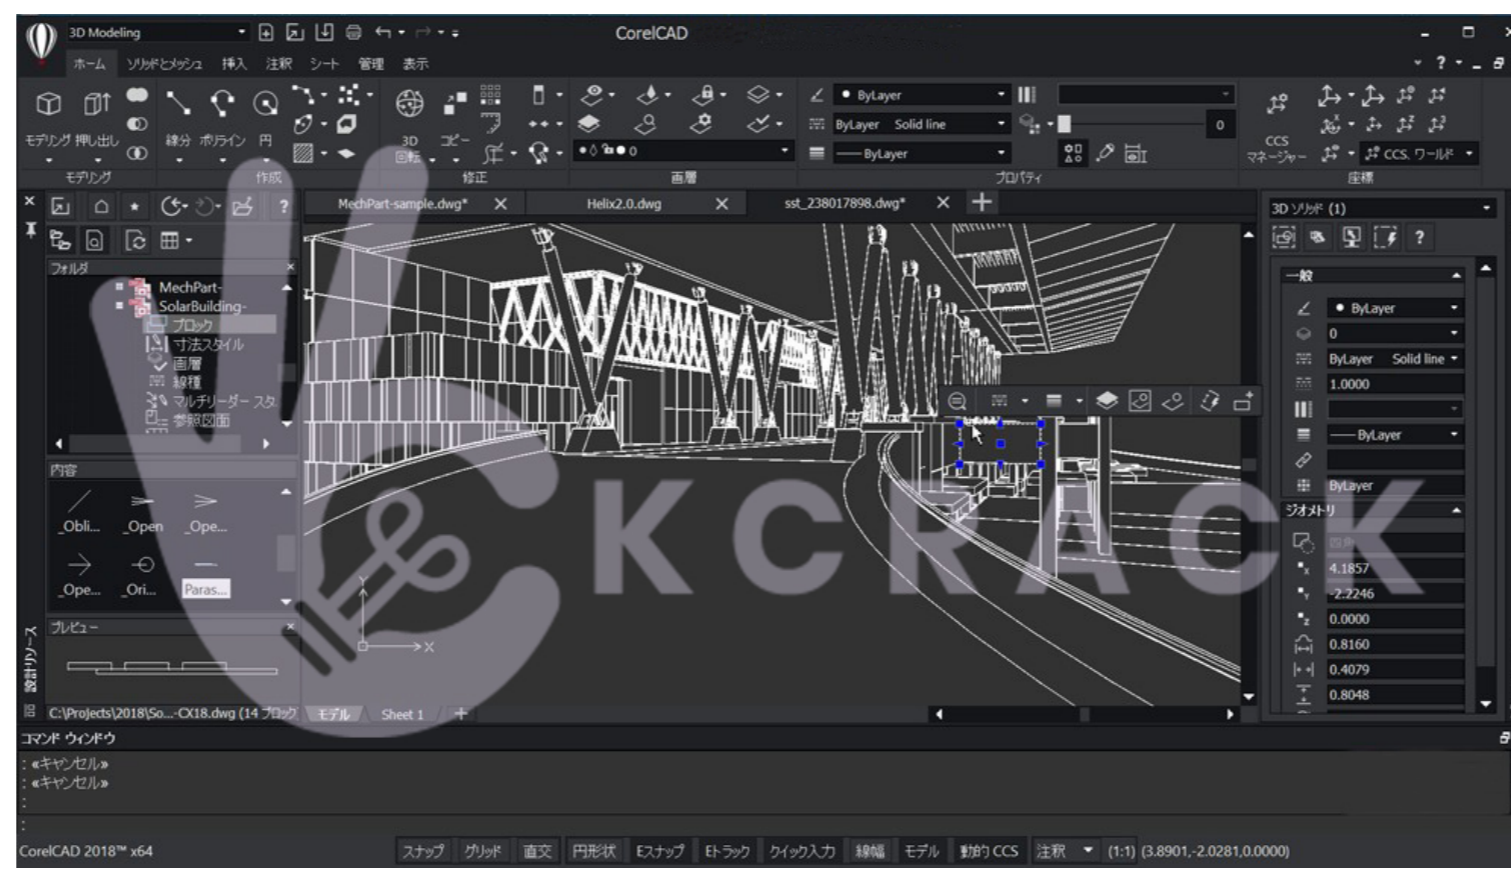 3D Modeling
CorelCAD
ホーム ソリッドとメッシュ 挿入 注釈 シート 管理 表示
ByLayer
ByLayer Solid line
0
モデリング 押し出し 線分 ポリライン 円 3D 回転 コピー
0
ByLayer
CCS マネージャー
CCS, ワールド
モデリング 作成 修正 画層 プロパティ 座標
MechPart-sample.dwg* Helix2.0.dwg sst_238017898.dwg*
3D ソリッド (1)
フォルダ
MechPart-
SolarBuilding-
ブロック
寸法スタイル
画層
線種
マルチリーダー スタ
参照図面
内容
_Obli... _Open _Ope...
_Ope... _Ori... Paras...
プレビュー
設計リソース
C:\Projects\2018\So...-CX18.dwg (14 ブロック
モデル Sheet 1
KCRACK
X
Y
一般
ByLayer
0
ByLayer Solid line
1.0000
ByLayer
ByLayer
ジオメトリ
四角
4.1857
-2.2246
0.0000
0.8160
0.4079
0.8048
コマンド ウィンドウ
: «キャンセル»
: «キャンセル»
:
:
CorelCAD 2018™ x64
スナップ グリッド 直交 円形状 Eスナップ Eトラック クイック入力 線幅 モデル 動的 CCS 注釈 (1:1) (3.8901,-2.0281,0.0000)